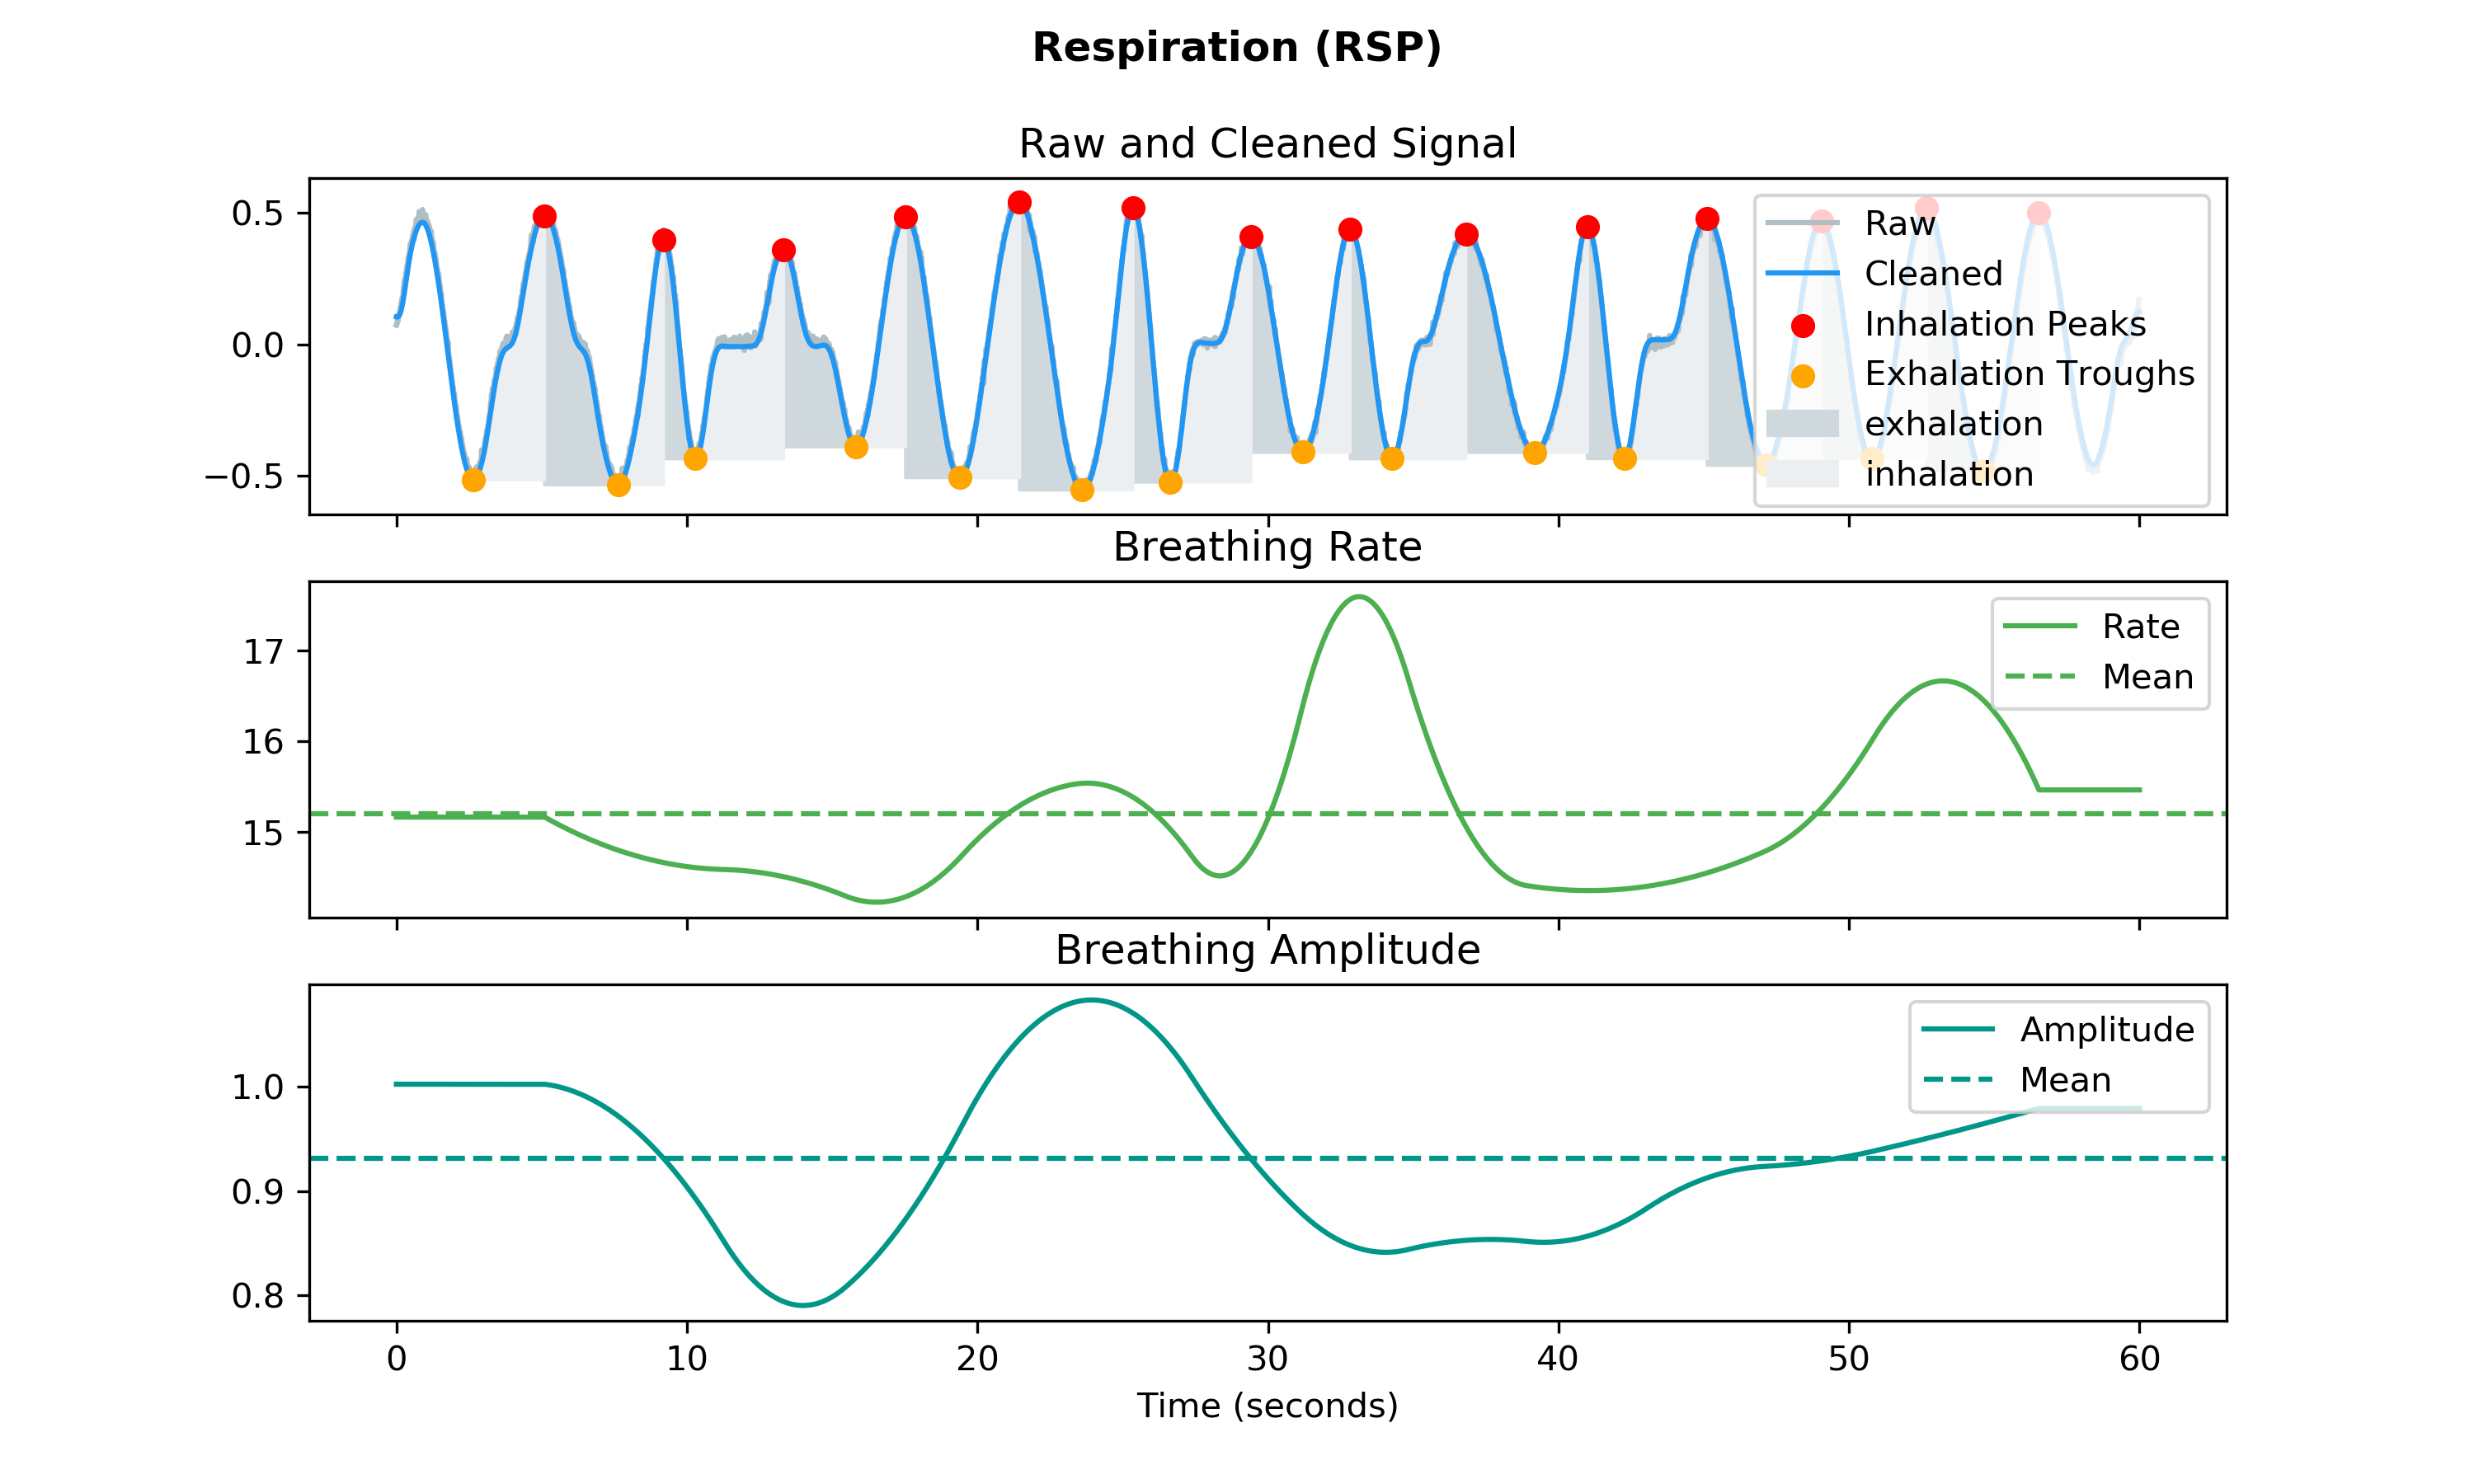 Respiration (RSP)
Raw and Cleaned Signal
0.5
0.0
−0.5
Raw
Cleaned
Inhalation Peaks
Exhalation Troughs
exhalation
inhalation
Breathing Rate
17
16
15
Rate
Mean
Breathing Amplitude
1.0
0.9
0.8
Amplitude
Mean
0 10 20 30 40 50 60
Time (seconds)